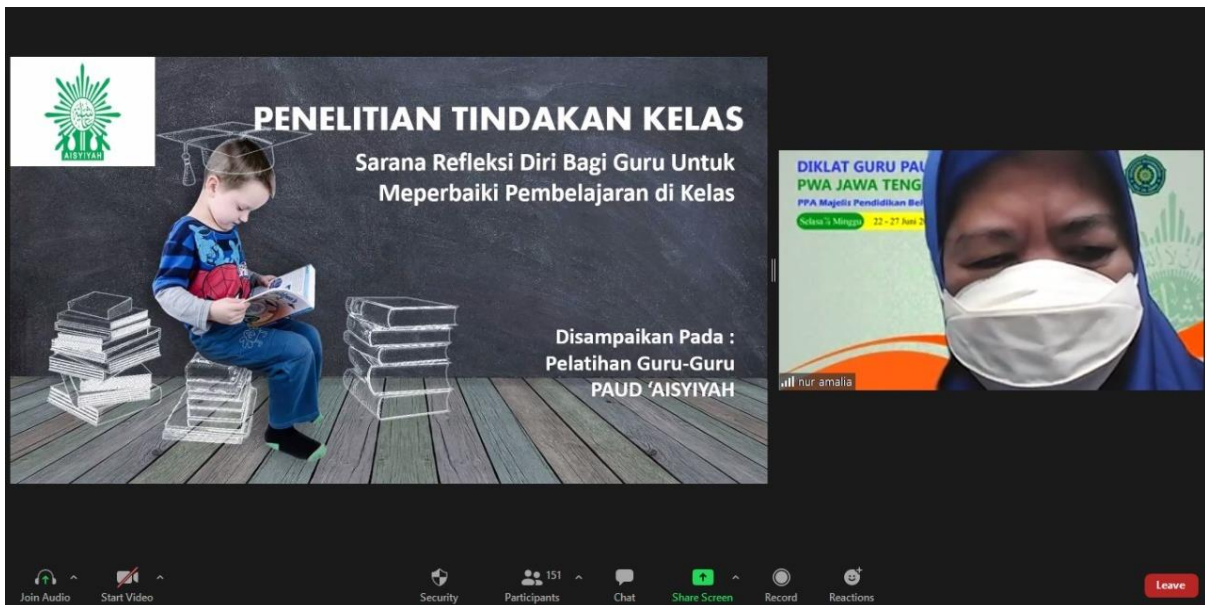 AISYIYAH
PENELITIAN TINDAKAN KELAS
Sarana Refleksi Diri Bagi Guru Untuk
Meperbaiki Pembelajaran di Kelas
Disampaikan Pada :
Pelatihan Guru-Guru
PAUD ‘AISYIYAH
DIKLAT GURU PAU
PWA JAWA TENG
PPA Majelis Pendidikan
Minggu 22 - 27 Juni 2
nur amalia
Join Audio
Start Video
Security
151
Participants
Chat
Share Screen
Record
Reactions
Leave